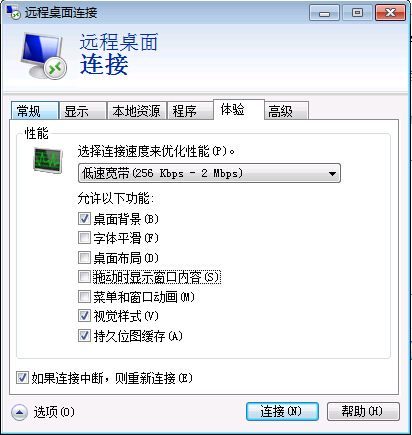 远程桌面连接
远程桌面
连接
常规 显示 本地资源 程序 体验 高级
性能
选择连接速度来优化性能(P)。
低速宽带(256 Kbps - 2 Mbps)
允许以下功能:
桌面背景(B)
字体平滑(F)
桌面布局(D)
拖动时显示窗口内容(S)
菜单和窗口动画(M)
视觉样式(V)
持久位图缓存(A)
如果连接中断，则重新连接(E)
选项(O) 连接(N) 帮助(H)